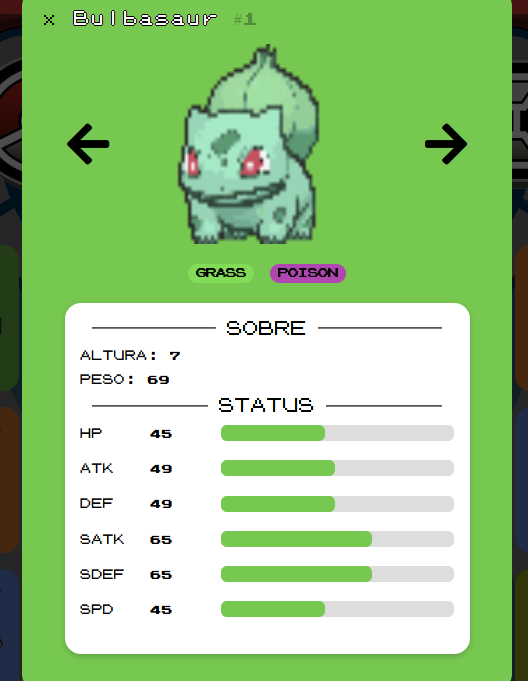 × Bulbasaur #1
GRASS POISON
SOBRE
ALTURA: 7
PESO: 69
STATUS
HP 45
ATK 49
DEF 49
SATK 65
SDEF 65
SPD 45